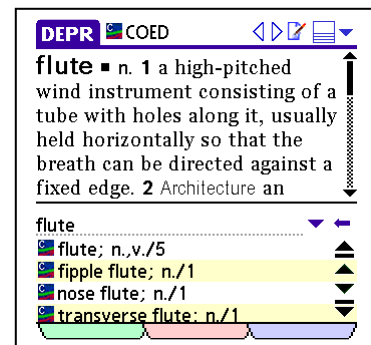 DEPR COED
flute ▪ n. 1 a high-pitched
wind instrument consisting of a
tube with holes along it, usually
held horizontally so that the
breath can be directed against a
fixed edge. 2 Architecture an
flute
flute; n.,v./5
fipple flute; n./1
nose flute; n./1
transverse flute; n./1